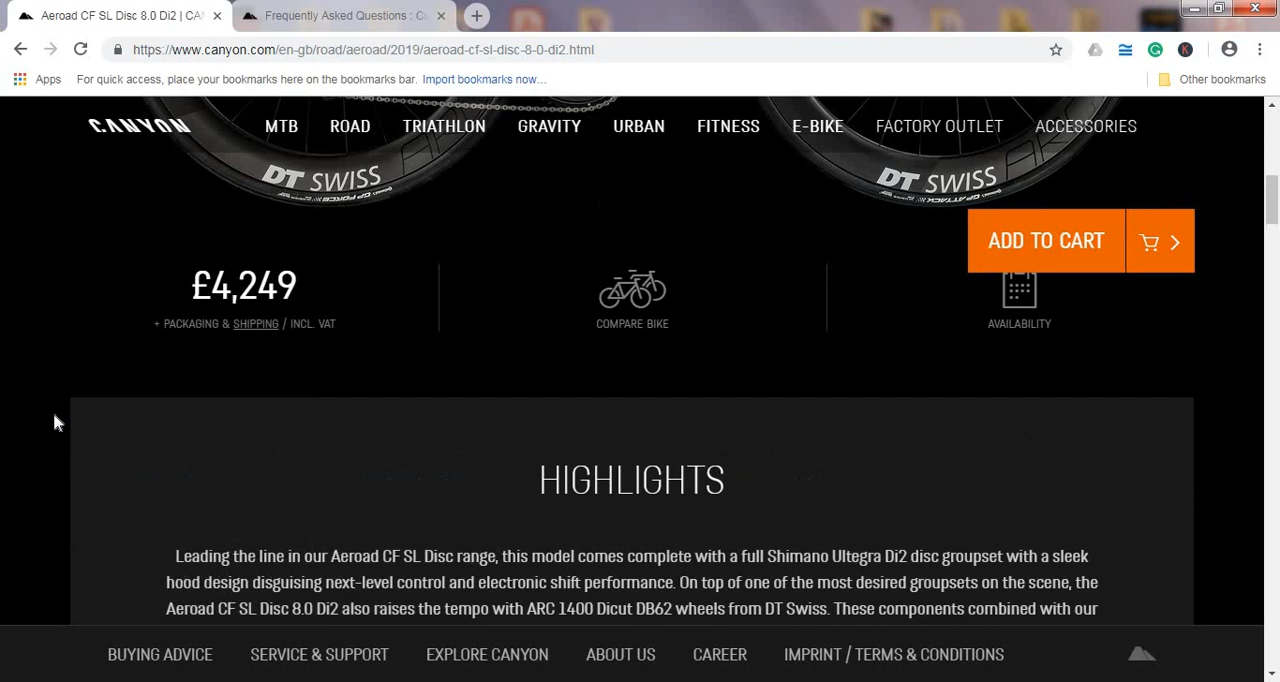 Aeroad CF SL Disc 8.0 Di2 | CAN
Frequently Asked Questions : C
https://www.canyon.com/en-gb/road/aeroad/2019/aeroad-cf-sl-disc-8-0-di2.html
Apps For quick access, place your bookmarks here on the bookmarks bar. Import bookmarks now... Other bookmarks
CANYON MTB ROAD TRIATHLON GRAVITY URBAN FITNESS E-BIKE FACTORY OUTLET ACCESSORIES
DT SWISS DT SWISS
ADD TO CART
£4,249
+ PACKAGING & SHIPPING / INCL. VAT COMPARE BIKE AVAILABILITY
HIGHLIGHTS
Leading the line in our Aeroad CF SL Disc range, this model comes complete with a full Shimano Ultegra Di2 disc groupset with a sleek
hood design disguising next-level control and electronic shift performance. On top of one of the most desired groupsets on the scene, the
Aeroad CF SL Disc 8.0 Di2 also raises the tempo with ARC 1400 Dicut DB62 wheels from DT Swiss. These components combined with our
BUYING ADVICE SERVICE & SUPPORT EXPLORE CANYON ABOUT US CAREER IMPRINT / TERMS & CONDITIONS